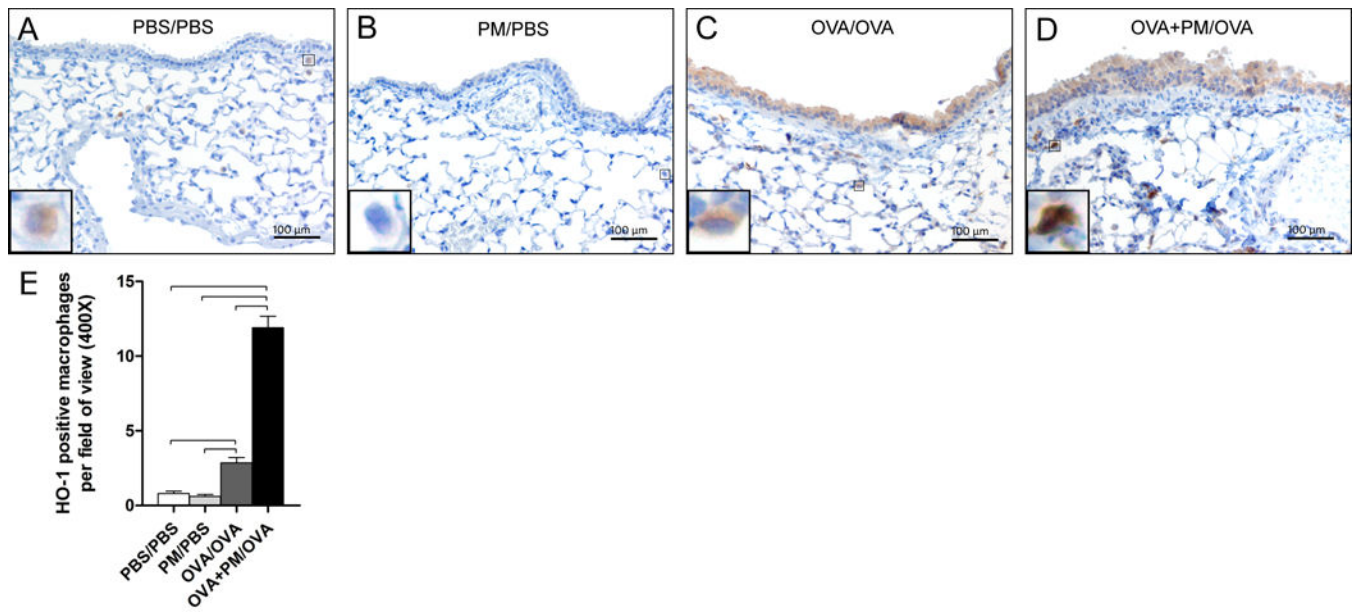 A
PBS/PBS
100 µm
B
PM/PBS
100 µm
C
OVA/OVA
100 µm
D
OVA+PM/OVA
100 µm
E
HO-1 positive macrophages
per field of view (400X)
15
10
5
0
PBS/PBS
PM/PBS
OVA/OVA
OVA+PM/OVA